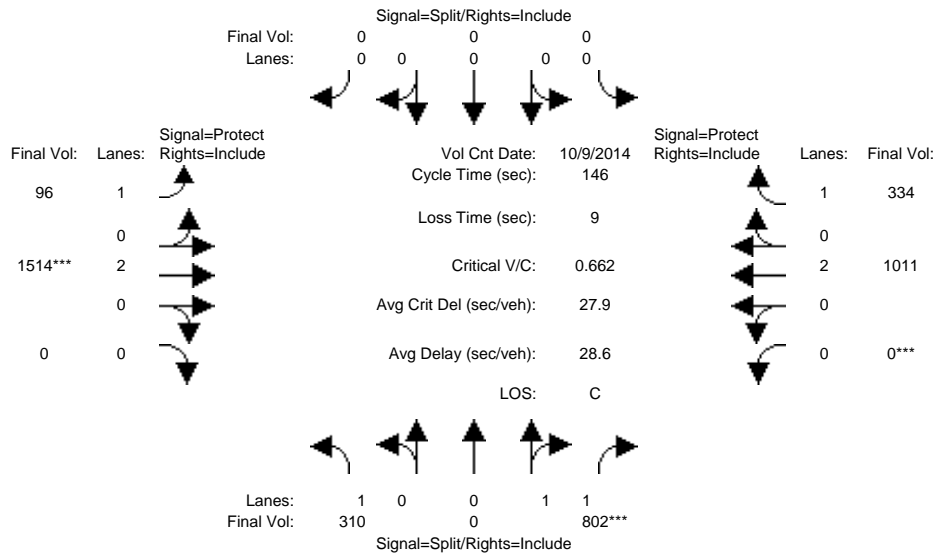 Signal=Split/Rights=Include
Final Vol: 0 0 0
Lanes: 0 0 0 0 0
Signal=Protect
Final Vol: Lanes: Rights=Include
Vol Cnt Date: 10/9/2014
Signal=Protect
Rights=Include Lanes: Final Vol:
Cycle Time (sec): 146
96 1
1 334
Loss Time (sec): 9
0
0
1514*** 2
Critical V/C: 0.662
2 1011
0
Avg Crit Del (sec/veh): 27.9
0
0 0
Avg Delay (sec/veh): 28.6
0 0***
LOS: C
Lanes: 1 0 0 1 1
Final Vol: 310 0 802***
Signal=Split/Rights=Include